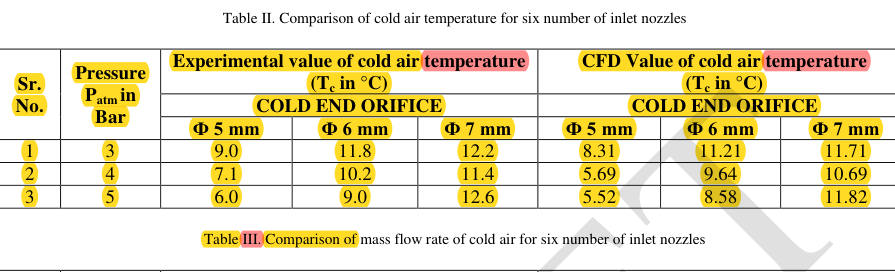 Table II. Comparison of cold air temperature for six number of inlet nozzles
Sr. No. Pressure Patm in Bar Experimental value of cold air temperature (Tc in °C) CFD Value of cold air temperature (Tc in °C)
COLD END ORIFICE COLD END ORIFICE
Φ 5 mm Φ 6 mm Φ 7 mm Φ 5 mm Φ 6 mm Φ 7 mm
1 3 9.0 11.8 12.2 8.31 11.21 11.71
2 4 7.1 10.2 11.4 5.69 9.64 10.69
3 5 6.0 9.0 12.6 5.52 8.58 11.82
Table III. Comparison of mass flow rate of cold air for six number of inlet nozzles